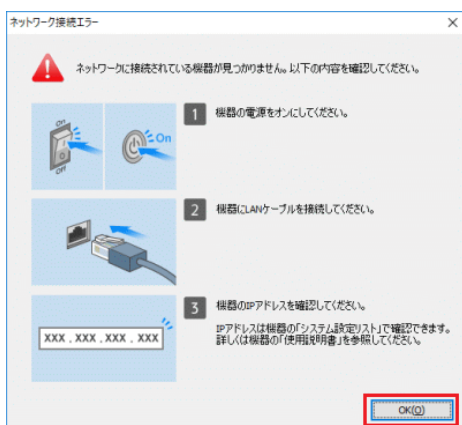 ネットワーク接続エラー
ネットワークに接続されている機器が見つかりません。以下の内容を確認してください。
1 機器の電源をオンにしてください。
On
Off
On
2 機器にLANケーブルを接続してください。
3 機器のIPアドレスを確認してください。
IPアドレスは機器の「システム設定リスト」で確認できます。
詳しくは機器の「使用説明書」を参照してください。
XXX . XXX . XXX . XXX
OK(O)